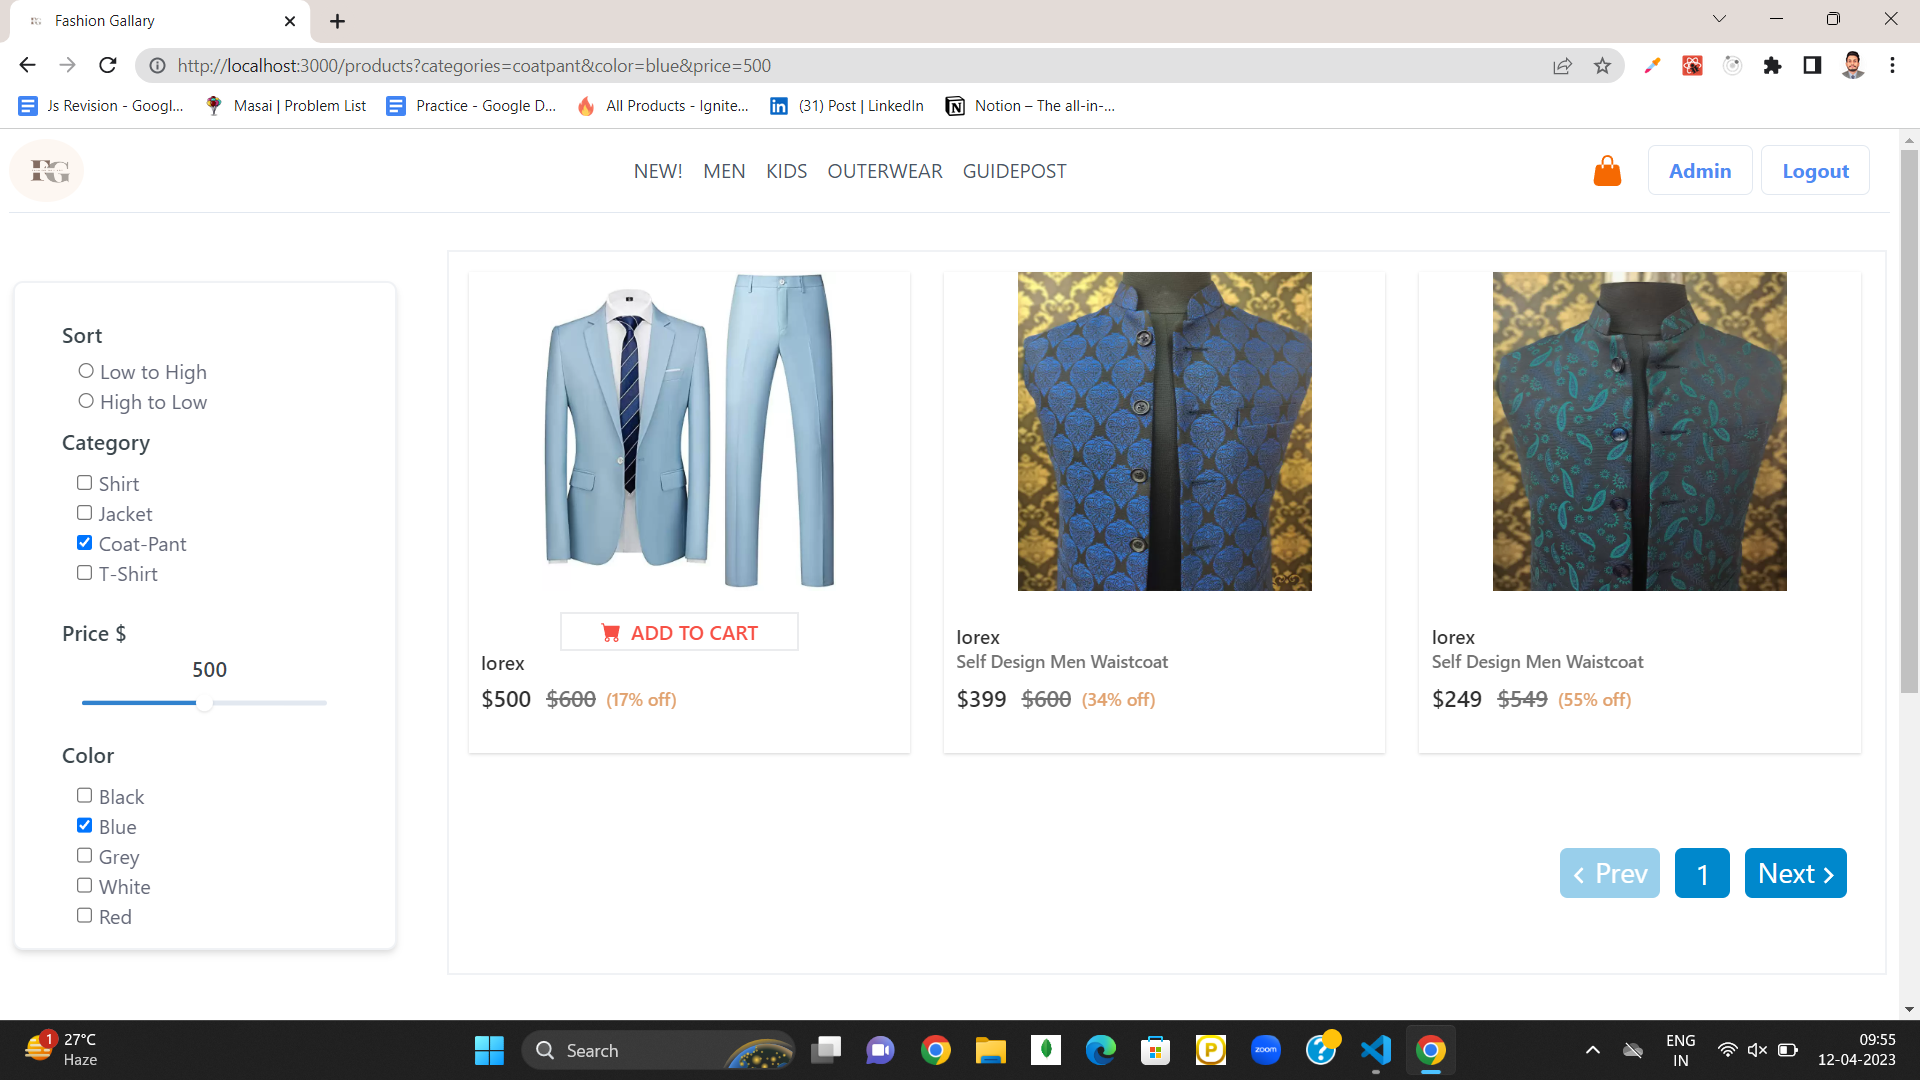 Fashion Gallary
http://localhost:3000/products?categories=coatpant&color=blue&price=500
Js Revision - Googl...
Masai | Problem List
Practice - Google D...
All Products - Ignite...
(31) Post | LinkedIn
Notion – The all-in-...
FG
NEW! MEN KIDS OUTERWEAR GUIDEPOST
Admin
Logout
Sort
Low to High
High to Low
Category
Shirt
Jacket
Coat-Pant
T-Shirt
Price $
500
Color
Black
Blue
Grey
White
Red
ADD TO CART
lorex
$500 $600 (17% off)
lorex
Self Design Men Waistcoat
$399 $600 (34% off)
lorex
Self Design Men Waistcoat
$249 $549 (55% off)
Prev
1
Next
1
27°C
Haze
Search
P
zoom
?
ENG
IN
09:55
12-04-2023